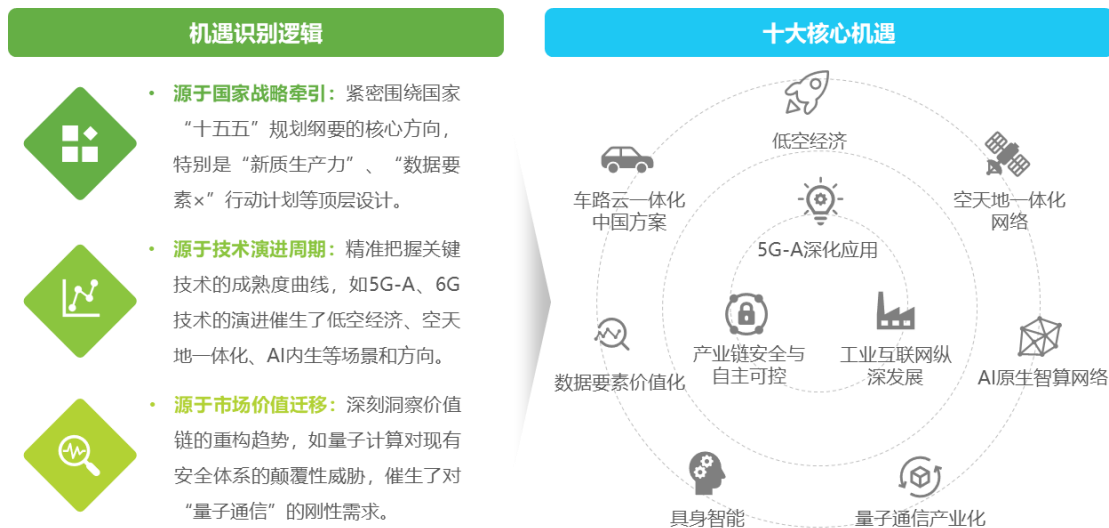 机遇识别逻辑
• 源于国家战略牵引：紧密围绕国家
“十五五”规划纲要的核心方向，
特别是“新质生产力”、“数据要
素×”行动计划等顶层设计。
• 源于技术演进周期：精准把握关键
技术的成熟度曲线，如5G-A、6G
技术的演进催生了低空经济、空天
地一体化、AI内生等场景和方向。
• 源于市场价值迁移：深刻洞察价值
链的重构趋势，如量子计算对现有
安全体系的颠覆性威胁，催生了对
“量子通信”的刚性需求。
十大核心机遇
低空经济
车路云一体化
中国方案
空天地一体化
网络
5G-A深化应用
产业链安全与
自主可控
工业互联网纵
深发展
数据要素价值化
AI原生智算网络
具身智能
量子通信产业化